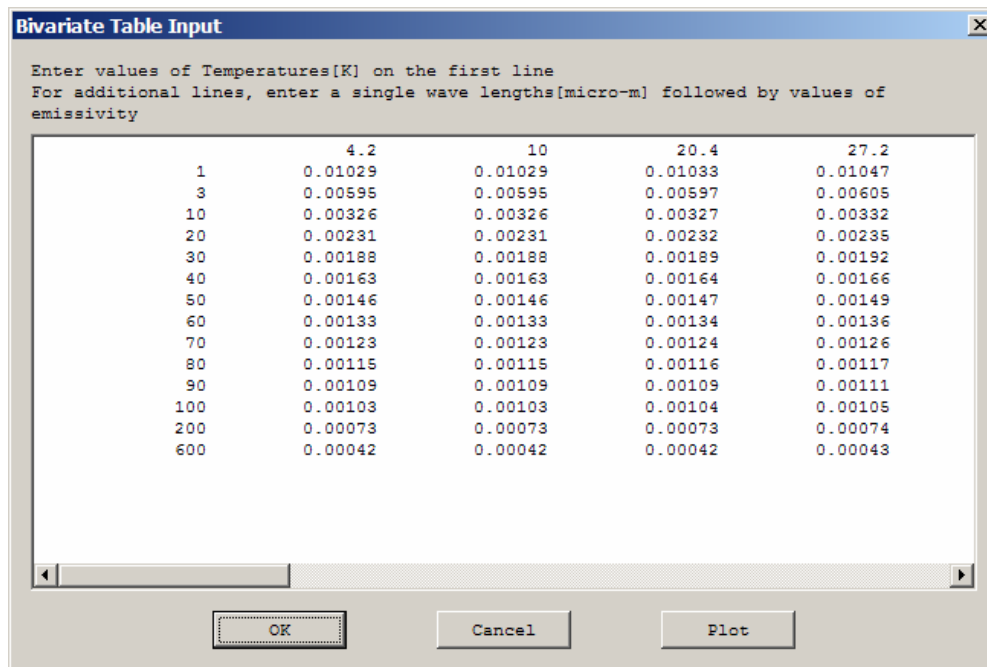 Bivariate Table Input
Enter values of Temperatures[K] on the first line
For additional lines, enter a single wave lengths[micro-m] followed by values of
emissivity
4.2 10 20.4 27.2
1 0.01029 0.01029 0.01033 0.01047
3 0.00595 0.00595 0.00597 0.00605
10 0.00326 0.00326 0.00327 0.00332
20 0.00231 0.00231 0.00232 0.00235
30 0.00188 0.00188 0.00189 0.00192
40 0.00163 0.00163 0.00164 0.00166
50 0.00146 0.00146 0.00147 0.00149
60 0.00133 0.00133 0.00134 0.00136
70 0.00123 0.00123 0.00124 0.00126
80 0.00115 0.00115 0.00116 0.00117
90 0.00109 0.00109 0.00109 0.00111
100 0.00103 0.00103 0.00104 0.00105
200 0.00073 0.00073 0.00073 0.00074
600 0.00042 0.00042 0.00042 0.00043
OK Cancel Plot